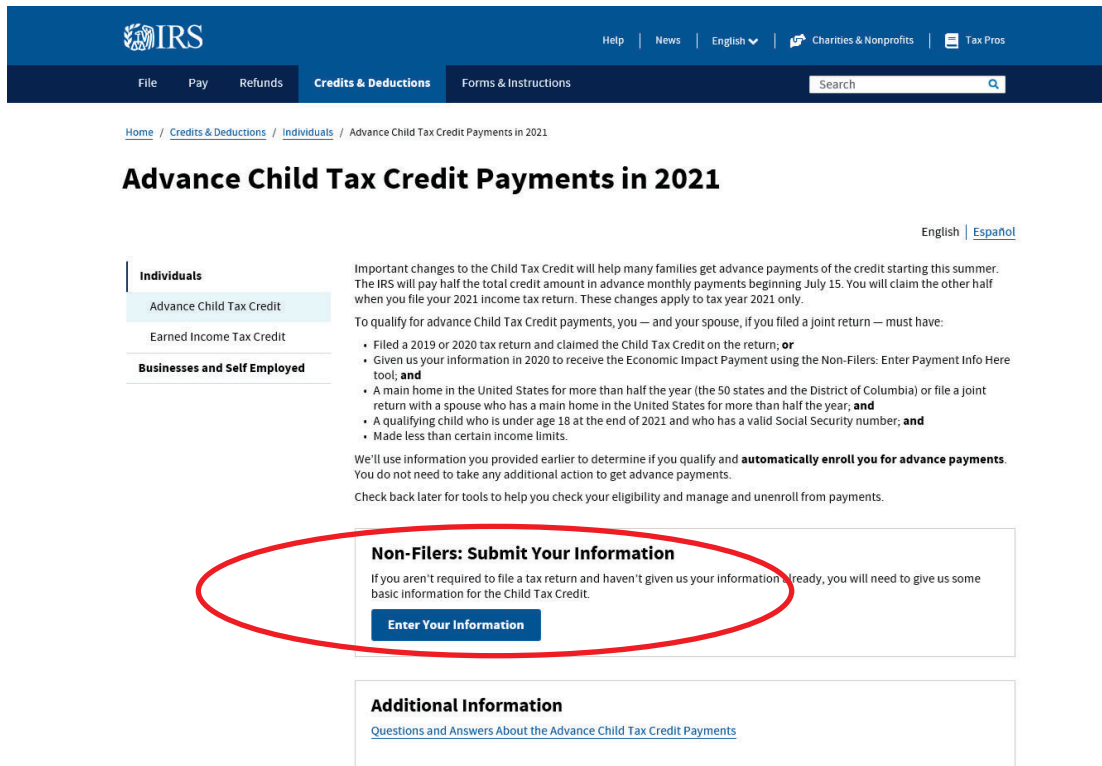 IRS
Help
News
English
Charities & Nonprofits
Tax Pros
File
Pay
Refunds
Credits & Deductions
Forms & Instructions
Search
Home / Credits & Deductions / Individuals / Advance Child Tax Credit Payments in 2021
Advance Child Tax Credit Payments in 2021
English | Español
Individuals
Advance Child Tax Credit
Earned Income Tax Credit
Businesses and Self Employed
Important changes to the Child Tax Credit will help many families get advance payments of the credit starting this summer.
The IRS will pay half the total credit amount in advance monthly payments beginning July 15. You will claim the other half
when you file your 2021 income tax return. These changes apply to tax year 2021 only.
To qualify for advance Child Tax Credit payments, you — and your spouse, if you filed a joint return — must have:
• Filed a 2019 or 2020 tax return and claimed the Child Tax Credit on the return; or
• Given us your information in 2020 to receive the Economic Impact Payment using the Non-Filers: Enter Payment Info Here
tool; and
• A main home in the United States for more than half the year (the 50 states and the District of Columbia) or file a joint
return with a spouse who has a main home in the United States for more than half the year; and
• A qualifying child who is under age 18 at the end of 2021 and who has a valid Social Security number; and
• Made less than certain income limits.
We'll use information you provided earlier to determine if you qualify and automatically enroll you for advance payments.
You do not need to take any additional action to get advance payments.
Check back later for tools to help you check your eligibility and manage and unenroll from payments.
Non-Filers: Submit Your Information
If you aren't required to file a tax return and haven't given us your information already, you will need to give us some
basic information for the Child Tax Credit.
Enter Your Information
Additional Information
Questions and Answers About the Advance Child Tax Credit Payments